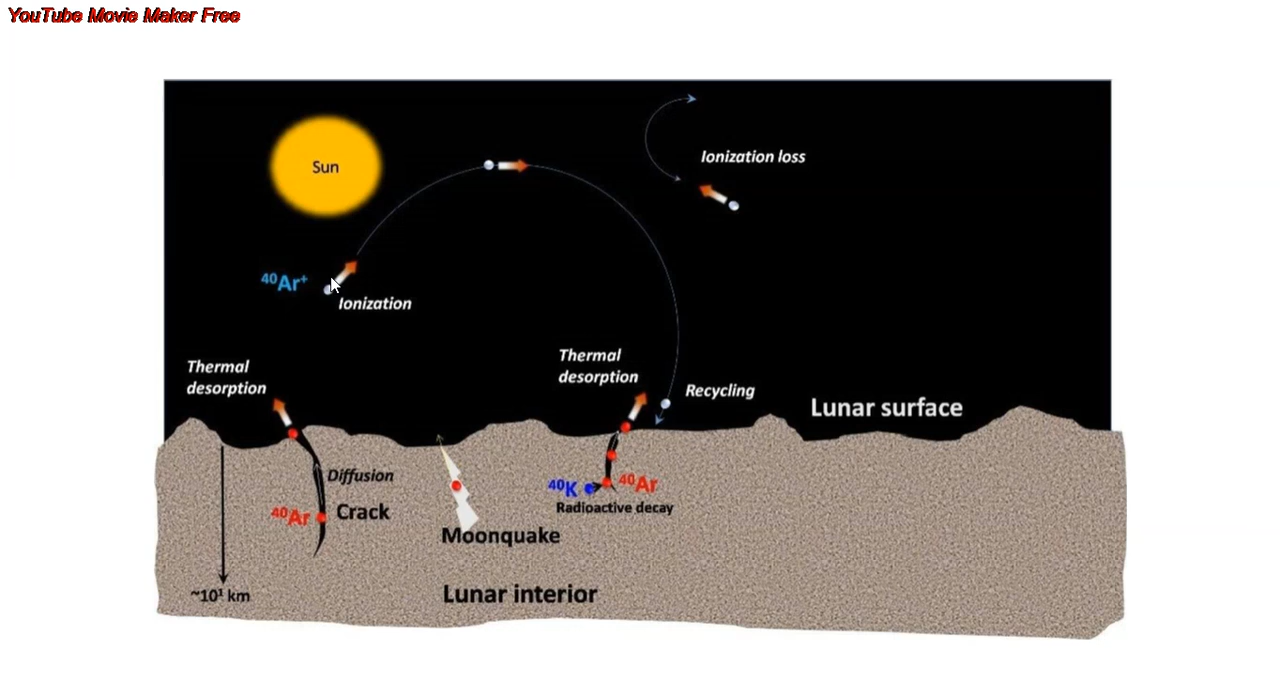 YouTube Movie Maker Free
Sun
Ionization loss
⁴⁰Ar⁺
Ionization
Thermal
desorption
Thermal
desorption
Recycling
Lunar surface
Diffusion
⁴⁰Ar
Crack
⁴⁰K
⁴⁰Ar
Radioactive decay
Moonquake
~10¹ km
Lunar interior